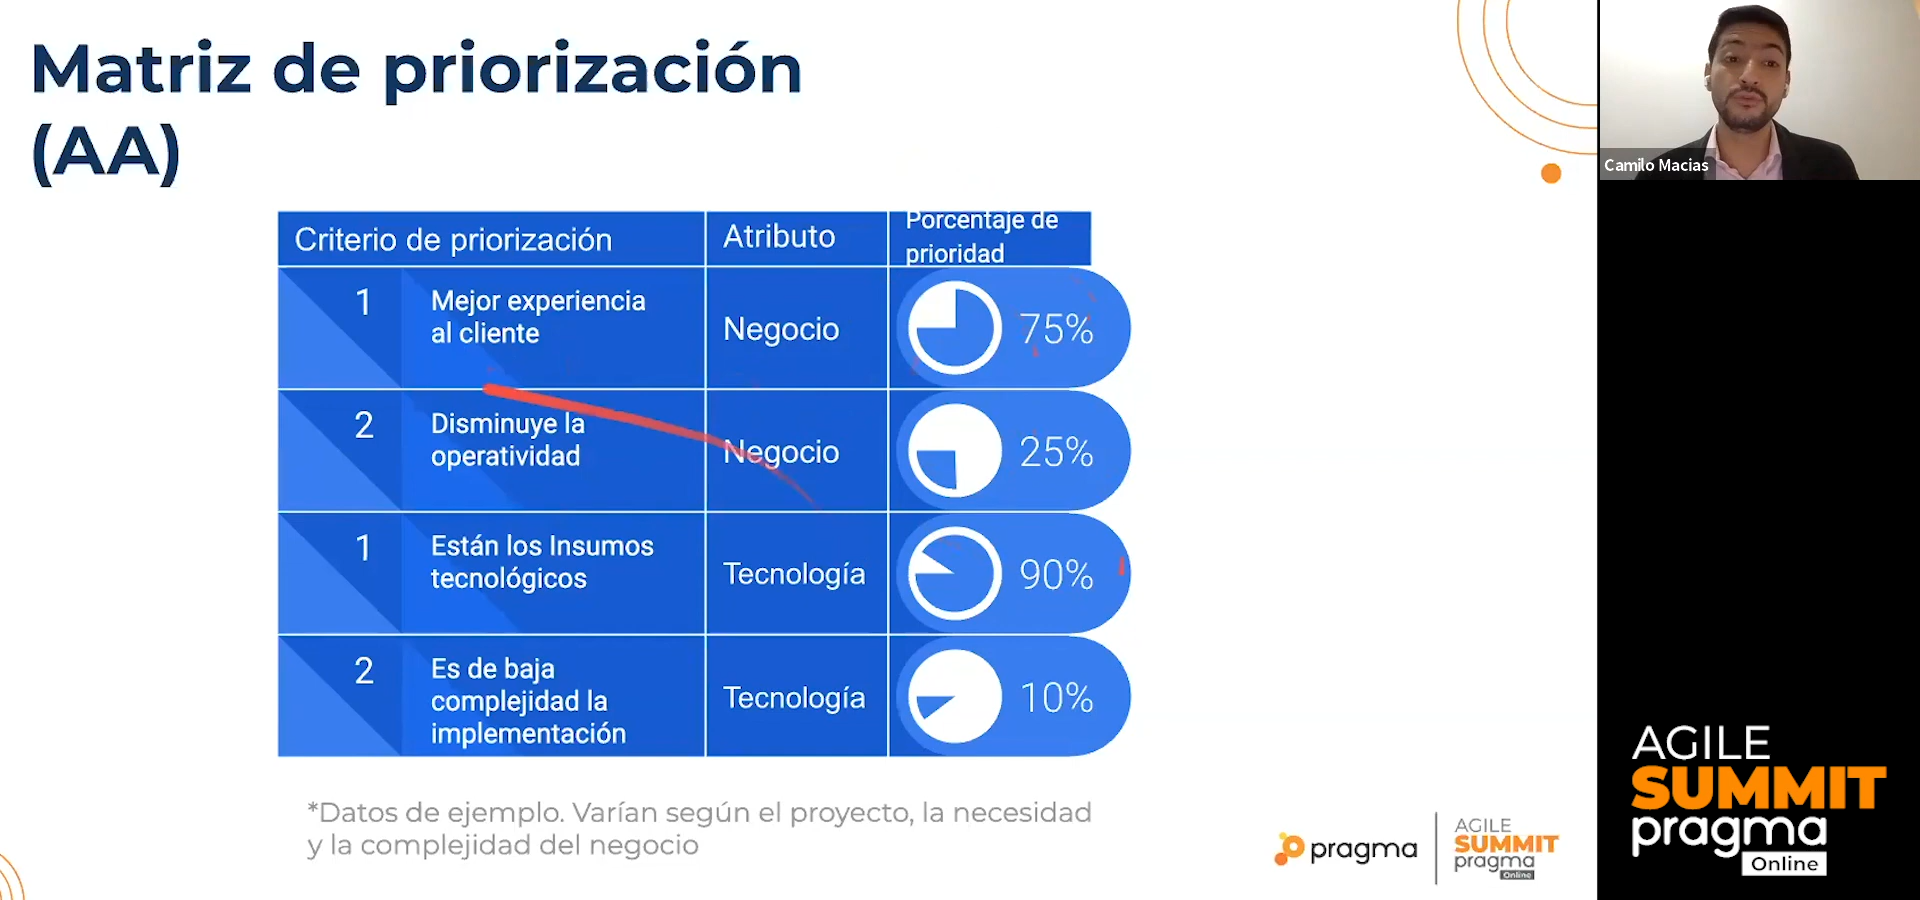 Matriz de priorización
(AA)
Criterio de priorización
Atributo
Porcentaje de
prioridad
1
Mejor experiencia
al cliente
Negocio
75%
2
Disminuye la
operatividad
Negocio
25%
1
Están los Insumos
tecnológicos
Tecnología
90%
2
Es de baja
complejidad la
implementación
Tecnología
10%
*Datos de ejemplo. Varían según el proyecto, la necesidad
y la complejidad del negocio
pragma
AGILE
SUMMIT
pragma
Online
Camilo Macias
AGILE
SUMMIT
pragma
Online